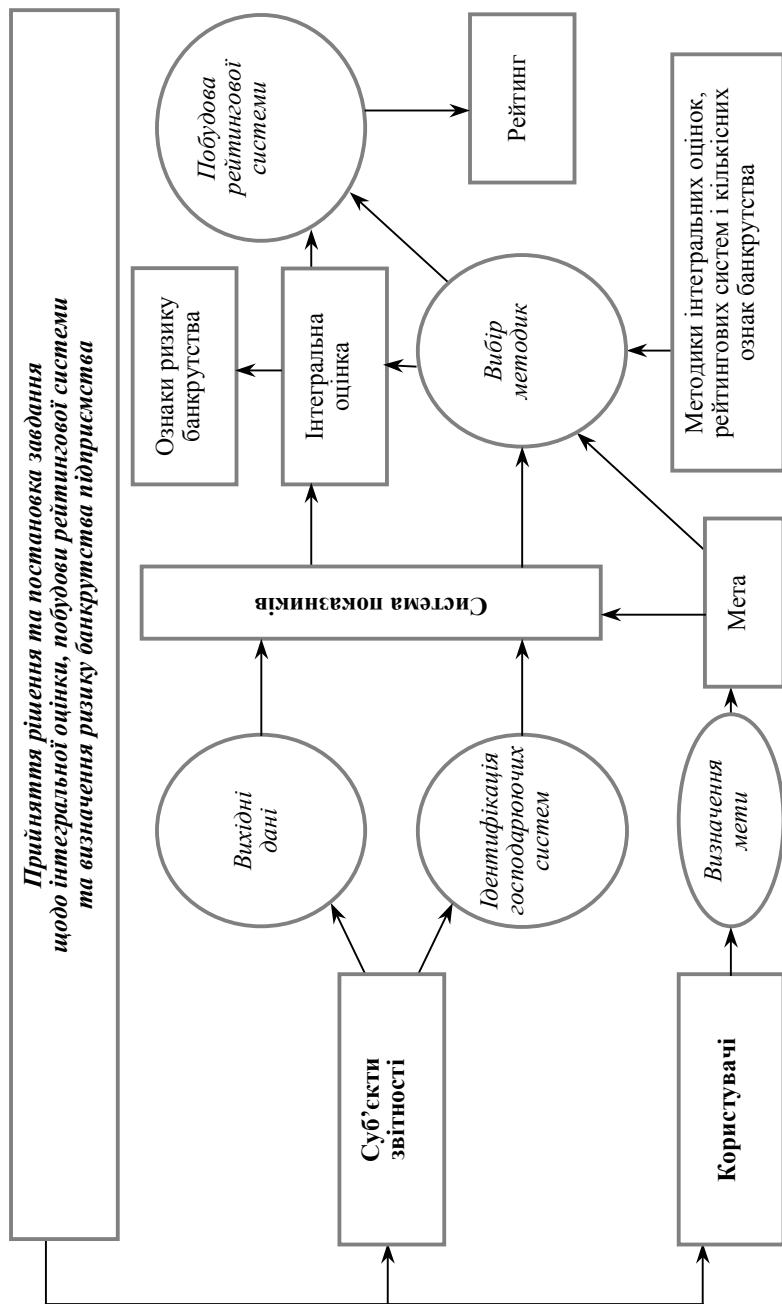 Прийняття рішення та постановка завдання
щодо інтегральної оцінки, побудови рейтингової системи
та визначення ризику банкрутства підприємства
Суб’єкти
звітності
Користувачі
Вихідні
дані
Ідентифікація
господарюючих
систем
Визначення
мети
Система показників
Мета
Ознаки ризику
банкрутства
Інтегральна
оцінка
Вибір
методик
Методики інтегральних оцінок,
рейтингових систем і кількісних
ознак банкрутства
Побудова
рейтингової
системи
Рейтинг